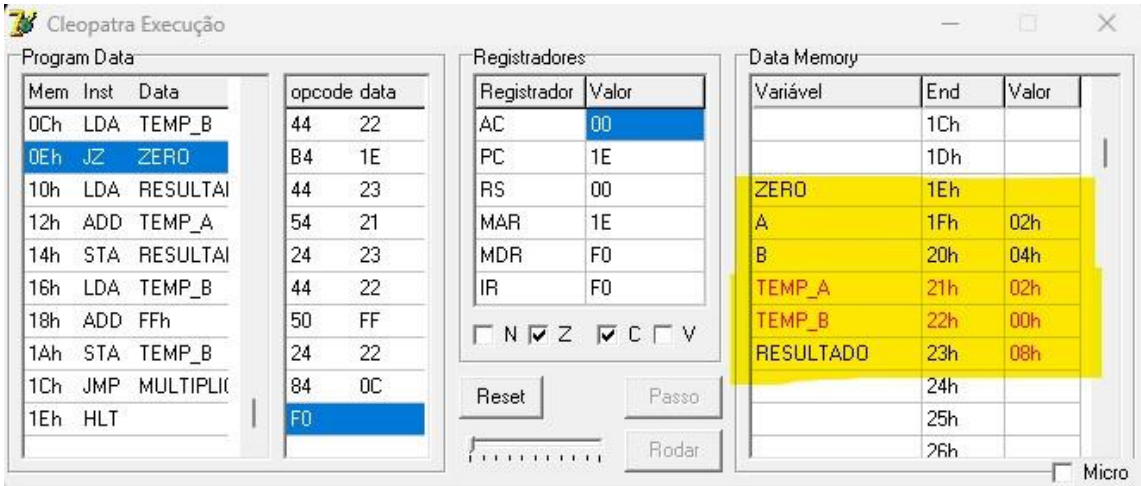 Cleopatra Execução
Program Data
Mem Inst Data opcode data
0Ch LDA TEMP_B 44 22
0Eh JZ ZERO B4 1E
10h LDA RESULTAI 44 23
12h ADD TEMP_A 54 21
14h STA RESULTAI 24 23
16h LDA TEMP_B 44 22
18h ADD FFh 50 FF
1Ah STA TEMP_B 24 22
1Ch JMP MULTIPLI( 84 0C
1Eh HLT F0
Registradores
Registrador Valor
AC 00
PC 1E
RS 00
MAR 1E
MDR F0
IR F0
N Z C V
Reset Passo
Rodar
Data Memory
Variável End Valor
1Ch
1Dh
ZERO 1Eh
A 1Fh 02h
B 20h 04h
TEMP_A 21h 02h
TEMP_B 22h 00h
RESULTADO 23h 08h
24h
25h
26h
Micro